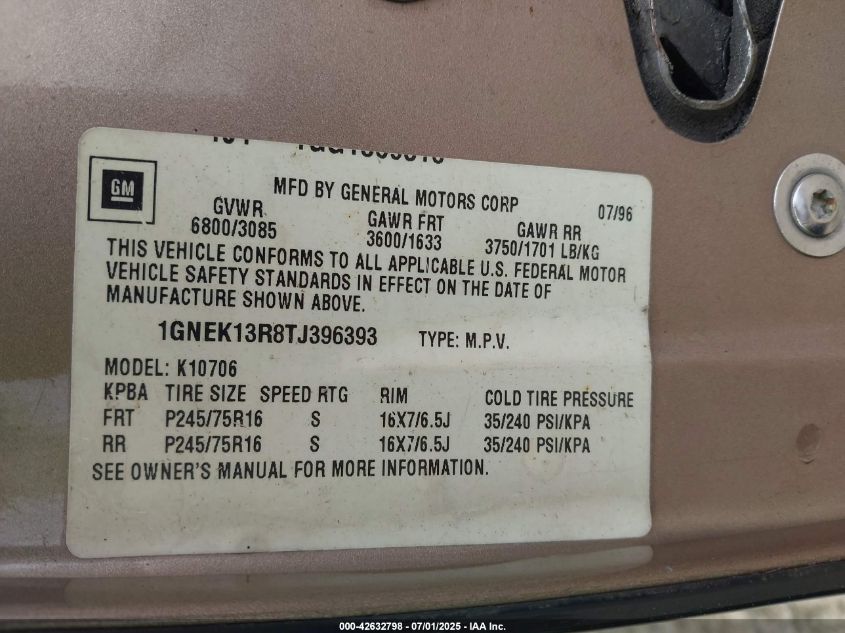 GM
MFD BY GENERAL MOTORS CORP 07/96
GVWR GAWR FRT GAWR RR
6800/3085 3600/1633 3750/1701 LB/KG
THIS VEHICLE CONFORMS TO ALL APPLICABLE U.S. FEDERAL MOTOR
VEHICLE SAFETY STANDARDS IN EFFECT ON THE DATE OF
MANUFACTURE SHOWN ABOVE.
1GNEK13R8TJ396393 TYPE: M.P.V.
MODEL: K10706
KPBA TIRE SIZE SPEED RTG RIM COLD TIRE PRESSURE
FRT P245/75R16 S 16X7/6.5J 35/240 PSI/KPA
RR P245/75R16 S 16X7/6.5J 35/240 PSI/KPA
SEE OWNER'S MANUAL FOR MORE INFORMATION.
000-42632798 - 07/01/2025 - IAA Inc.